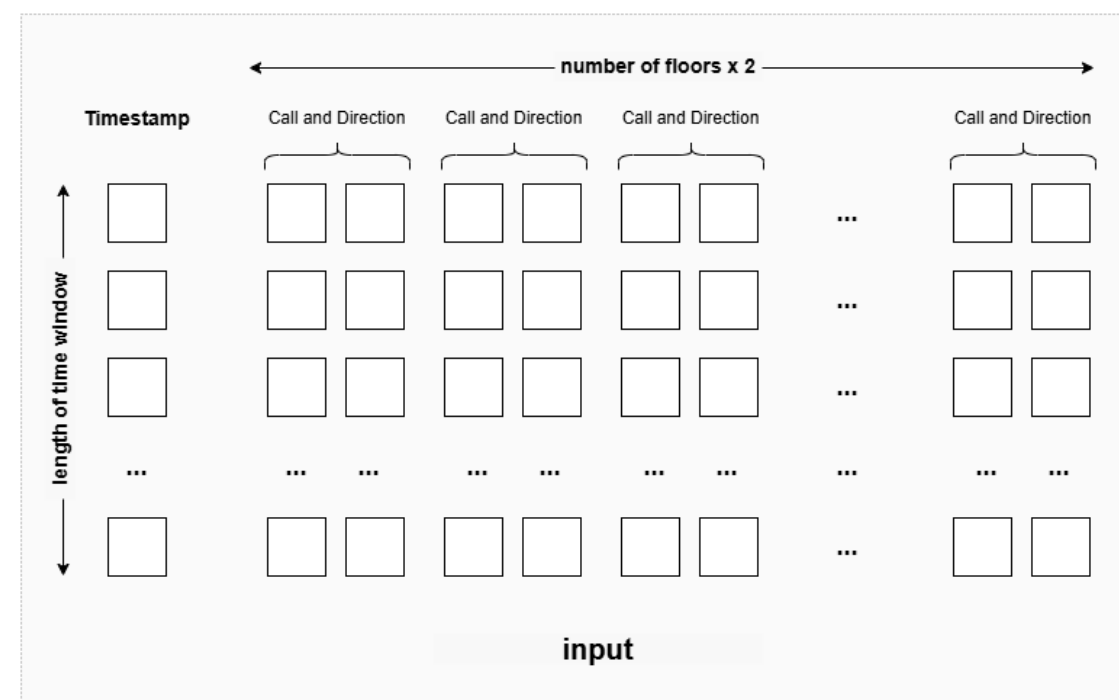 number of floors x 2
Timestamp
Call and Direction
Call and Direction
Call and Direction
Call and Direction
...
...
length of time window
...
... ... ... ... ... ... ... ... ... ...
...
input